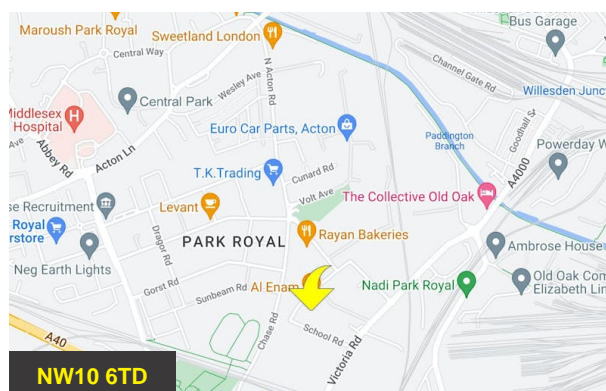 Maroush Park Royal
Sweetland London
Bus Garage
Central Way
N Acton Rd
Wesley Ave
Channel Gate Rd
Willesden Junc
Central Park
Middlesex
Hospital
H
Abbey Rd
Acton Ln
Euro Car Parts, Acton
Paddington
Branch
Goodhall St
A4000
Powerday W
T.K.Trading
Cunard Rd
Volt Ave
The Collective Old Oak
se Recruitment
Levant
Royal
erstore
Dragor Rd
PARK ROYAL
Rayan Bakeries
Ambrose House
Neg Earth Lights
Gorst Rd
Sunbeam Rd
Al Enam
Nadi Park Royal
Old Oak Com
Elizabeth Lin
Chase Rd
School Rd
Victoria Rd
A40
NW10 6TD